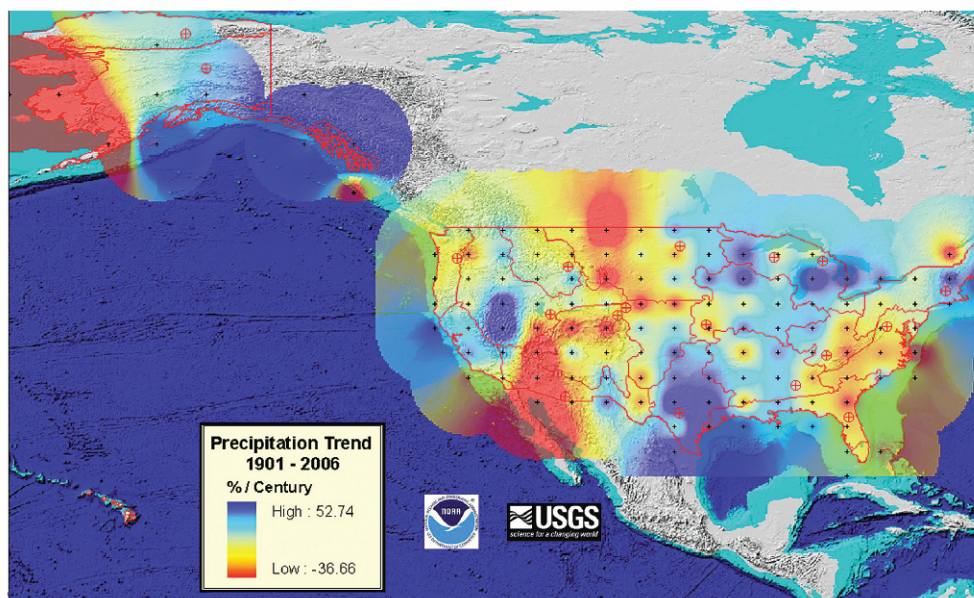 Precipitation Trend
1901 - 2006
% / Century
High : 52.74
Low : -36.66
NOAA
USGS
science for a changing world